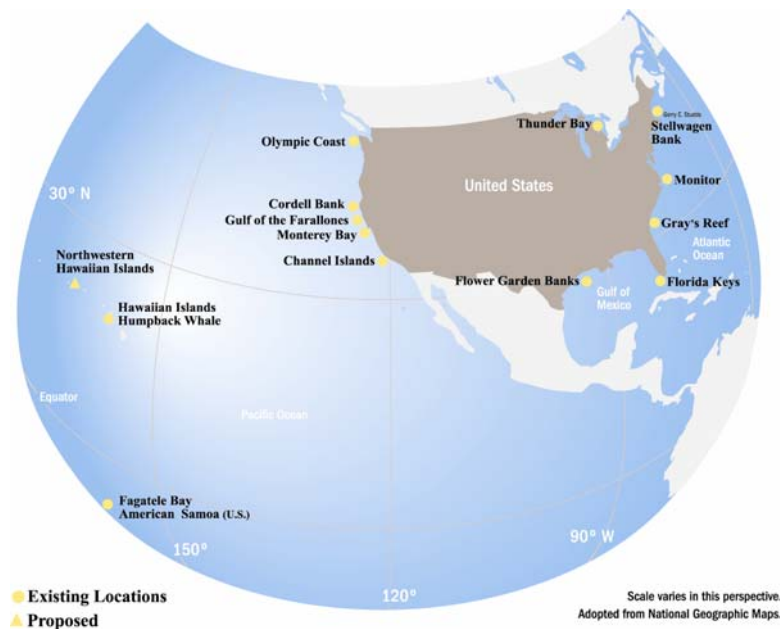 Thunder Bay
Gerry E. Studds
Stellwagen
Bank
Olympic Coast
United States
Monitor
30° N
Cordell Bank
Gulf of the Farallones
Monterey Bay
Gray's Reef
Atlantic
Ocean
Northwestern
Hawaiian Islands
Channel Islands
Flower Garden Banks
Gulf of
Mexico
Florida Keys
Hawaiian Islands
Humpback Whale
Equator
Pacific Ocean
Fagatele Bay
American Samoa (U.S.)
150°
120°
90° W
Existing Locations
Proposed
Scale varies in this perspective.
Adopted from National Geographic Maps.